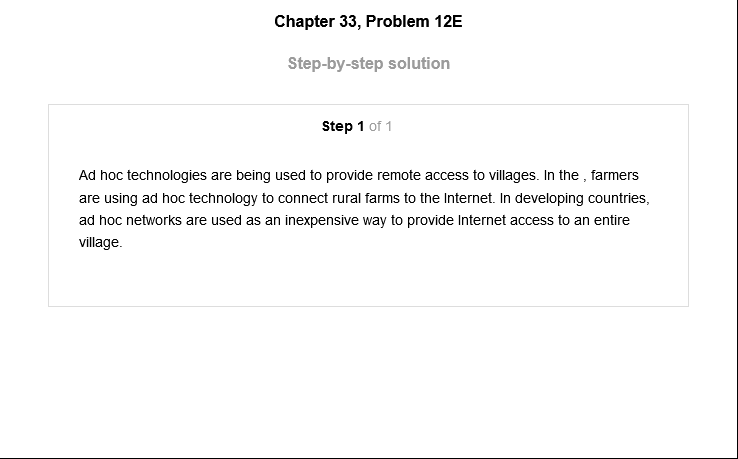 Chapter 33, Problem 12E
Step-by-step solution
Step 1 of 1
Ad hoc technologies are being used to provide remote access to villages. In the , farmers
are using ad hoc technology to connect rural farms to the Internet. In developing countries,
ad hoc networks are used as an inexpensive way to provide Internet access to an entire
village.